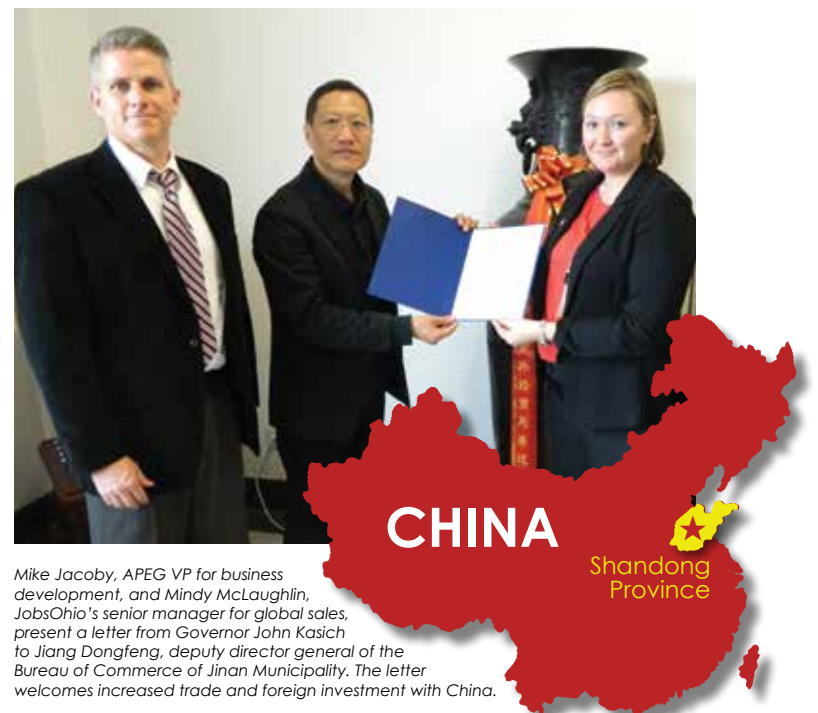 CHINA
Shandong
Province
Mike Jacoby, APEG VP for business
development, and Mindy McLaughlin,
JobsOhio's senior manager for global sales,
present a letter from Governor John Kasich
to Jiang Dongfeng, deputy director general of the
Bureau of Commerce of Jinan Municipality. The letter
welcomes increased trade and foreign investment with China.